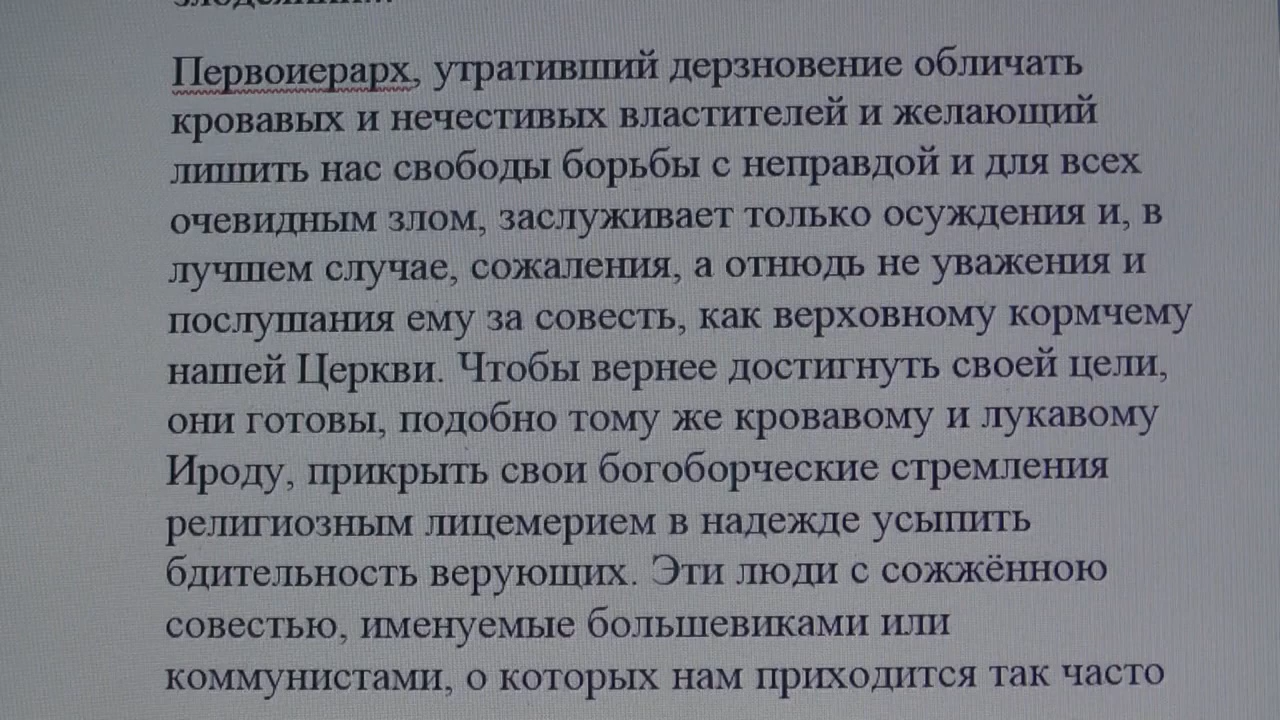 Первоиерарх, утративший дерзновение обличать
кровавых и нечестивых властителей и желающий
лишить нас свободы борьбы с неправдой и для всех
очевидным злом, заслуживает только осуждения и, в
лучшем случае, сожаления, а отнюдь не уважения и
послушания ему за совесть, как верховному кормчему
нашей Церкви. Чтобы вернее достигнуть своей цели,
они готовы, подобно тому же кровавому и лукавому
Ироду, прикрыть свои богоборческие стремления
религиозным лицемерием в надежде усыпить
бдительность верующих. Эти люди с сожжённою
совестью, именуемые большевиками или
коммунистами, о которых нам приходится так часто